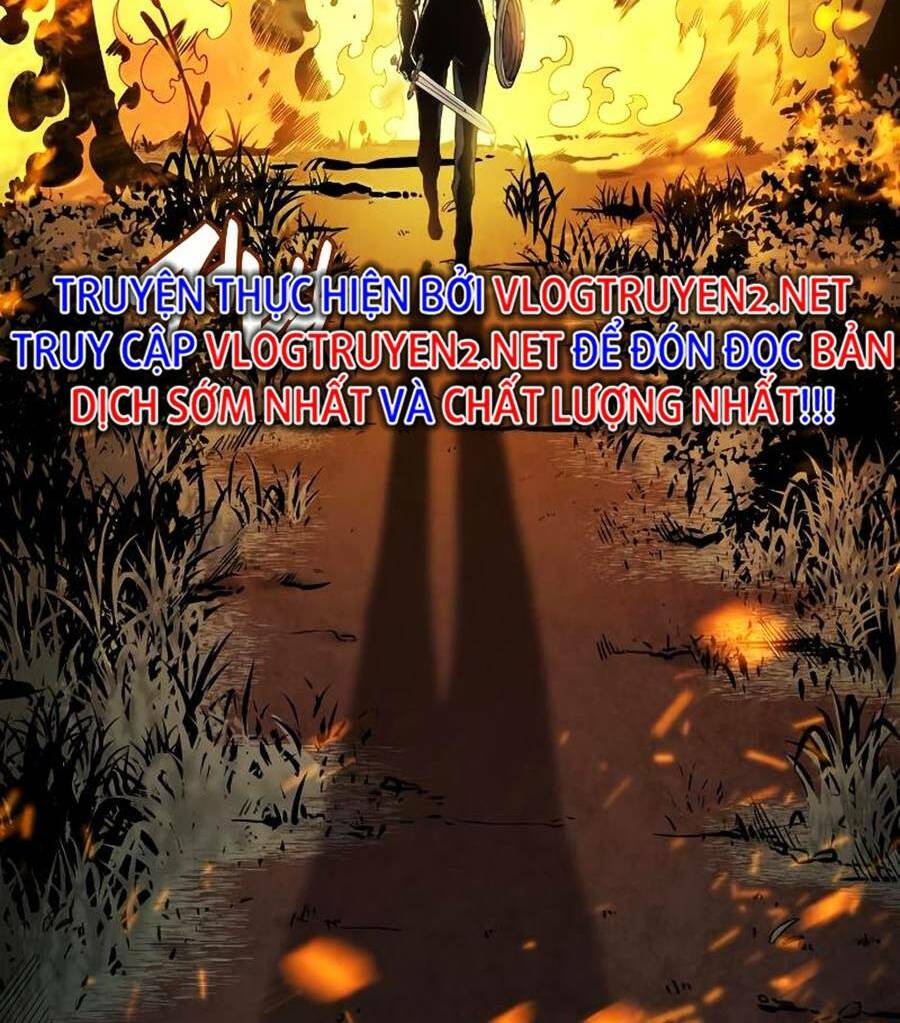 TRUYỆN THỰC HIỆN BỞI VLOGTRUYEN2.NET
TRUY CẬP VLOGTRUYEN2.NET ĐỂ ĐÓN ĐỌC BẢN
DỊCH SỚM NHẤT VÀ CHẤT LƯỢNG NHẤT!!!